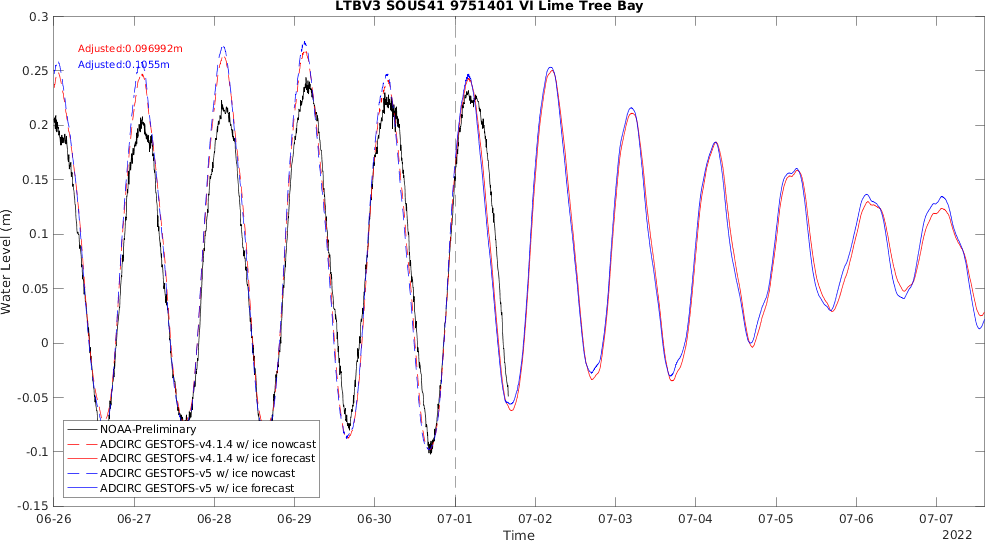 LTBV3 SOUS41 9751401 VI Lime Tree Bay
0.3
0.25
0.2
0.15
0.1
0.05
0
-0.05
-0.1
-0.15
Water Level (m)
Adjusted:0.096992m
Adjusted:0.1055m
NOAA-Preliminary
ADCIRC GESTOFS-v4.1.4 w/ ice nowcast
ADCIRC GESTOFS-v4.1.4 w/ ice forecast
ADCIRC GESTOFS-v5 w/ ice nowcast
ADCIRC GESTOFS-v5 w/ ice forecast
06-26 06-27 06-28 06-29 06-30 07-01 07-02 07-03 07-04 07-05 07-06 07-07
Time
2022